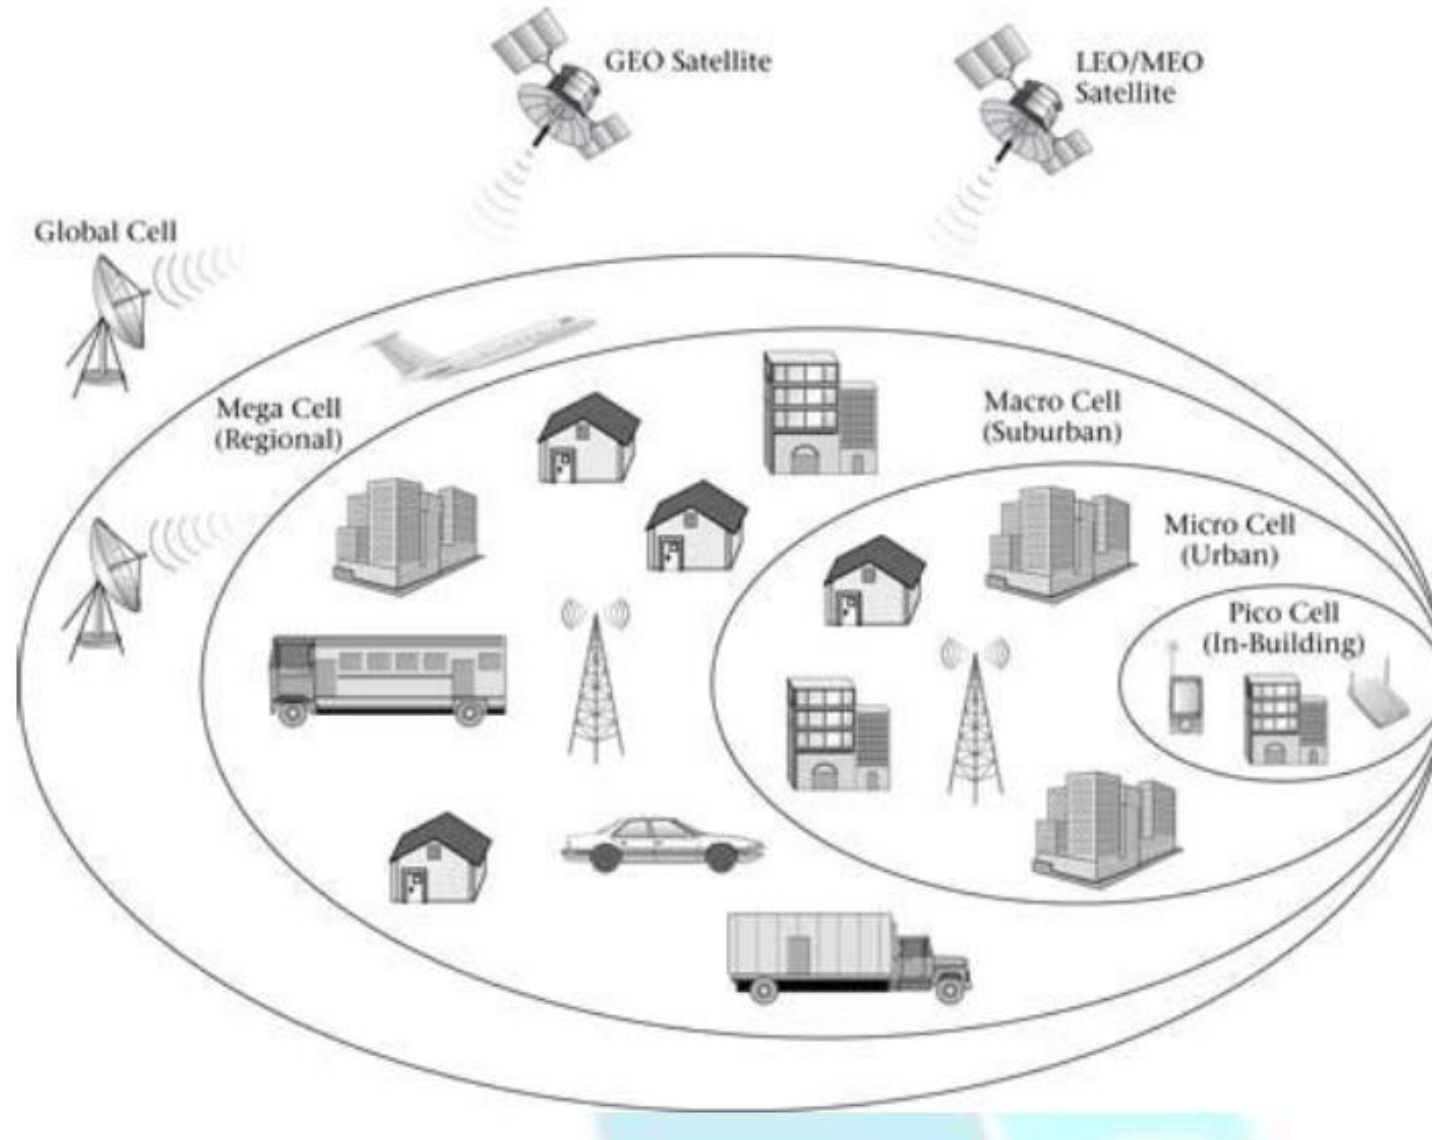 GEO Satellite
LEO/MEO
Satellite
Global Cell
Mega Cell
(Regional)
Macro Cell
(Suburban)
Micro Cell
(Urban)
Pico Cell
(In-Building)